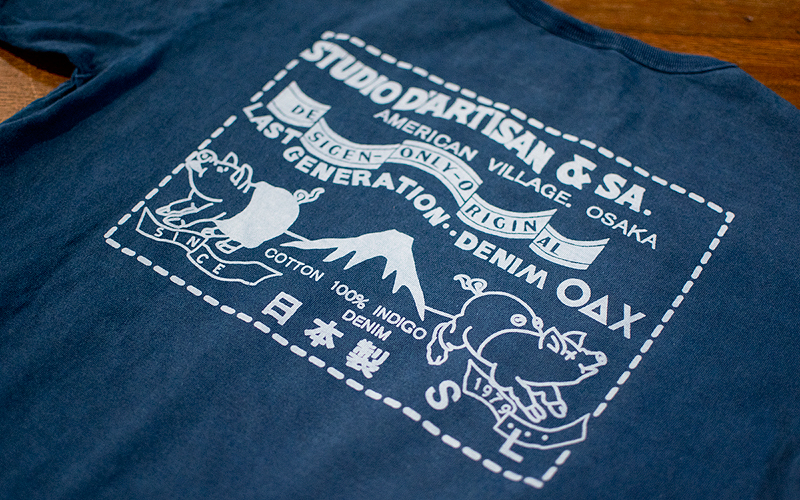 STUDIO D'ARTISAN & SA.
AMERICAN VILLAGE. OSAKA
DE SIGEN-ONLY-ORIGINAL
LAST GENERATION..DENIM OΔX
SINCE
COTTON 100% INDIGO
DENIM
日本製
1979
S L